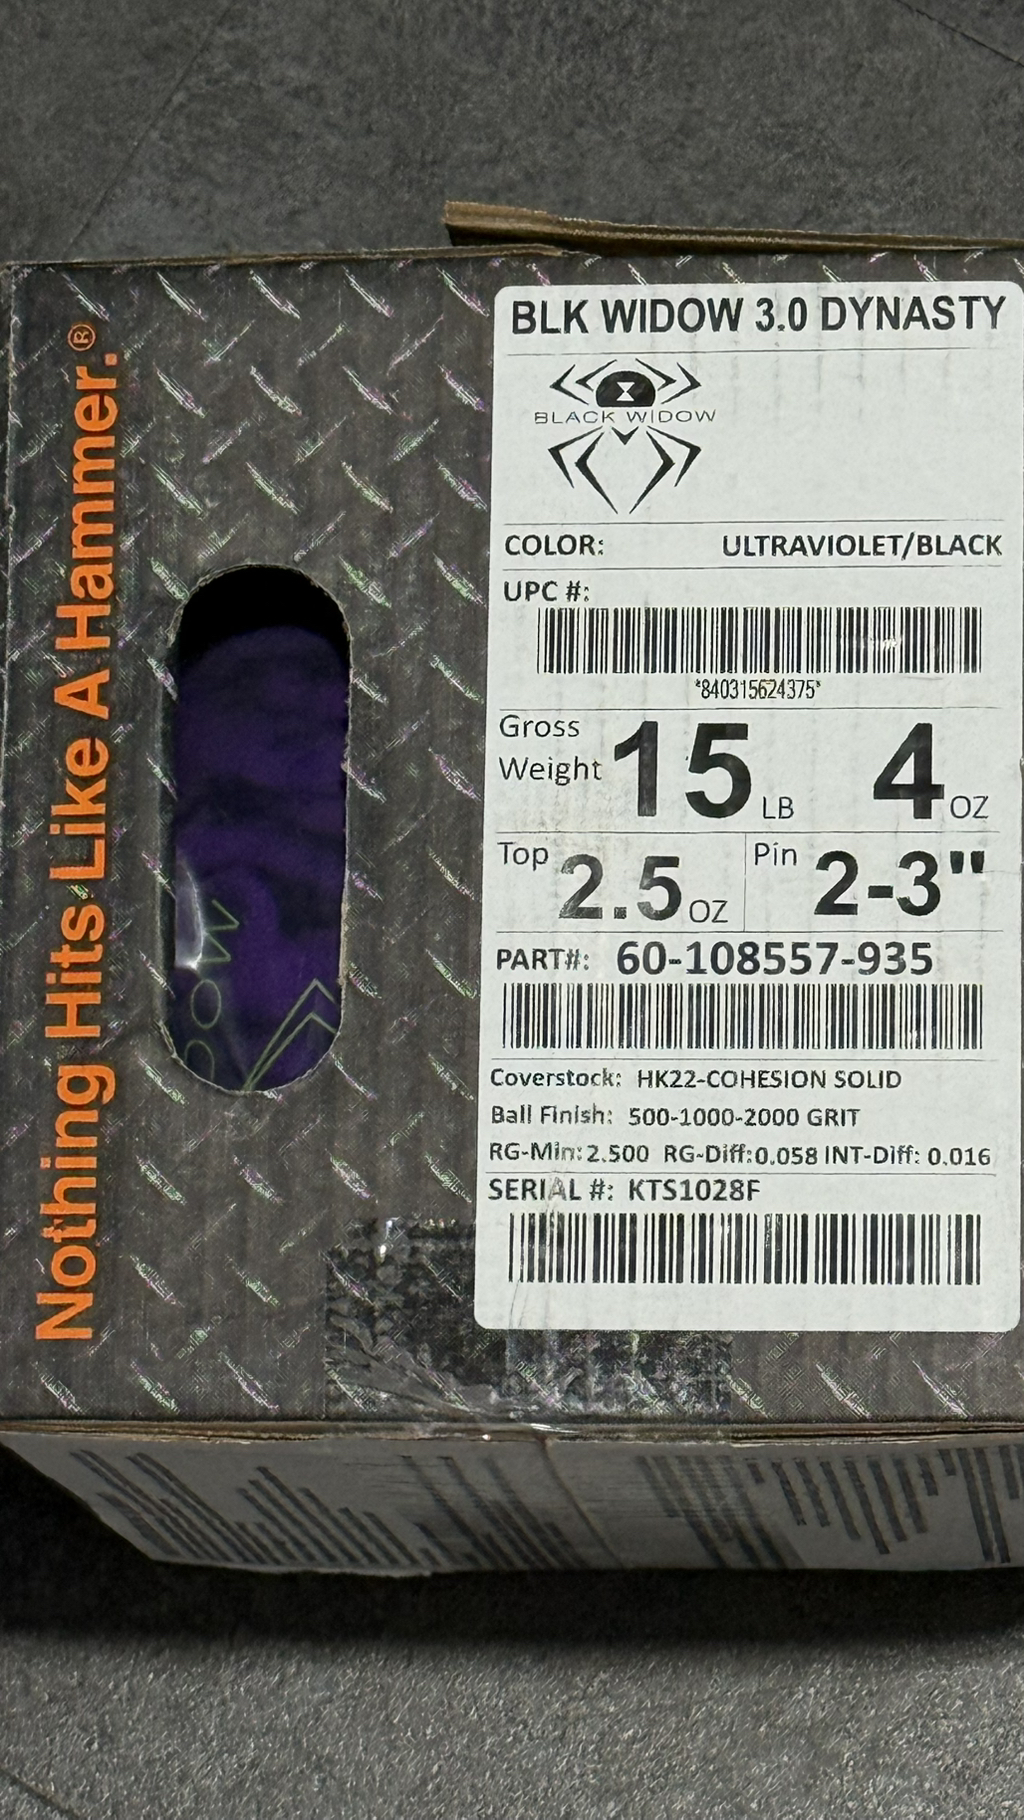 Nothing Hits Like A Hammer.®
BLK WIDOW 3.0 DYNASTY
BLACK WIDOW
COLOR: ULTRAVIOLET/BLACK
UPC #:
*840315624375*
Gross Weight 15 LB 4 OZ
Top 2.5 OZ Pin 2-3"
PART#: 60-108557-935
Coverstock: HK22-COHESION SOLID
Ball Finish: 500-1000-2000 GRIT
RG-Min: 2.500 RG-Diff: 0.058 INT-Diff: 0.016
SERIAL #: KTS1028F